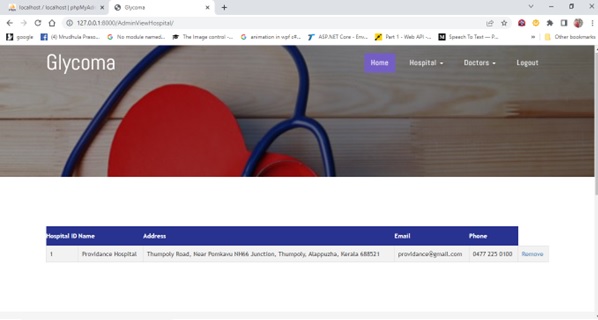 localhost / localhost | phpMyAd
Glycoma
127.0.0.1:8000/AdminViewHospital/
google
(4) Mrudhula Preso...
No module named...
The Image control -...
animation in wpf c#...
ASP.NET Core - Env...
Part 1 - Web API -...
Speech To Text — P...
»
Other bookmarks
Glycoma
Home Hospital Doctors Logout
Hospital ID Name Address Email Phone
1 Providance Hospital Thumpoly Road, Near Pornkavu NH66 Junction, Thumpoly, Alappuzha, Kerala 688521 providance@gmail.com 0477 225 0100 Remove